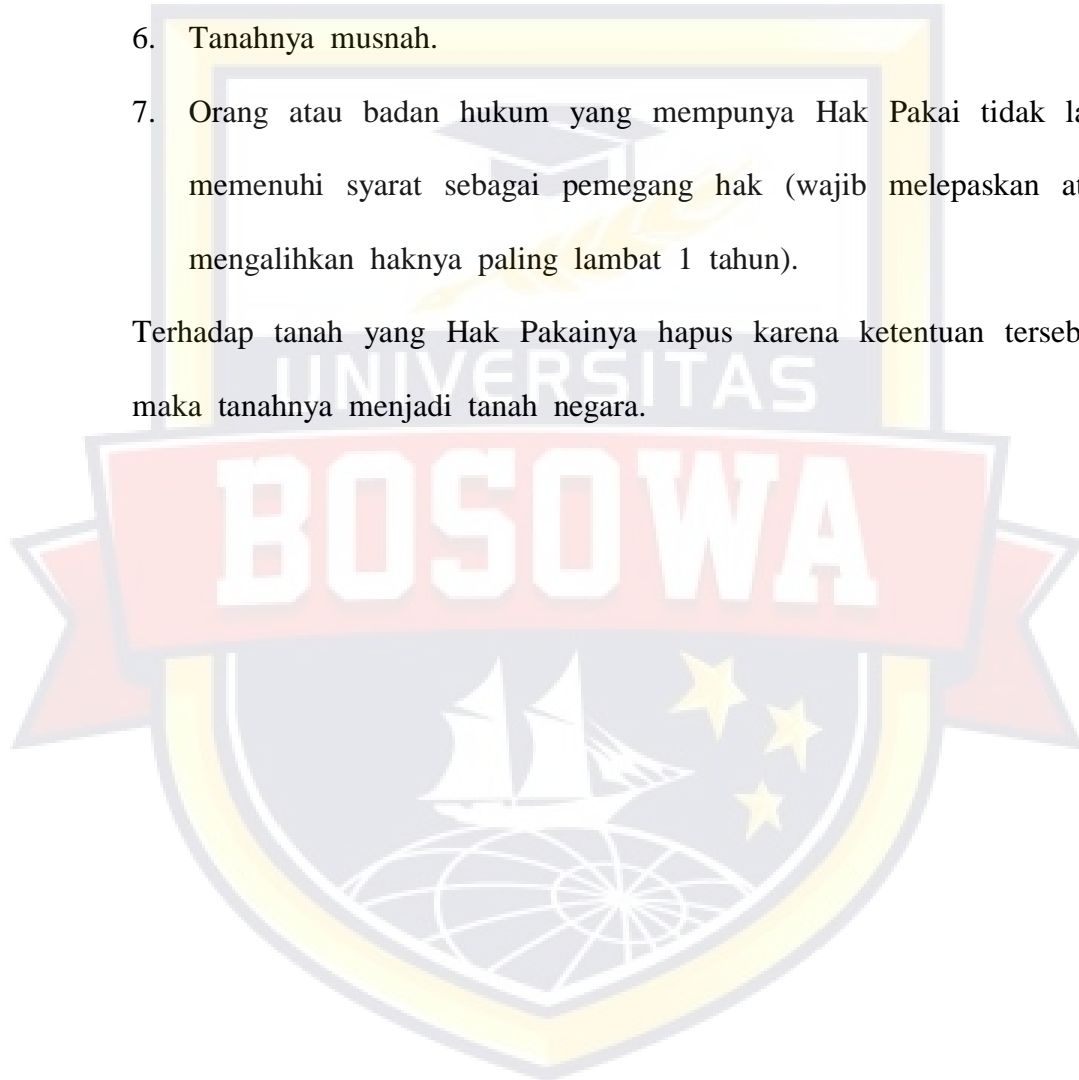 6. Tanahnya musnah.
7. Orang atau badan hukum yang mempunya Hak Pakai tidak la
memenuhi syarat sebagai pemegang hak (wajib melepaskan at
mengalihkan haknya paling lambat 1 tahun).
Terhadap tanah yang Hak Pakainya hapus karena ketentuan terseb
maka tanahnya menjadi tanah negara.
UNIVERSITAS
BOSOWA